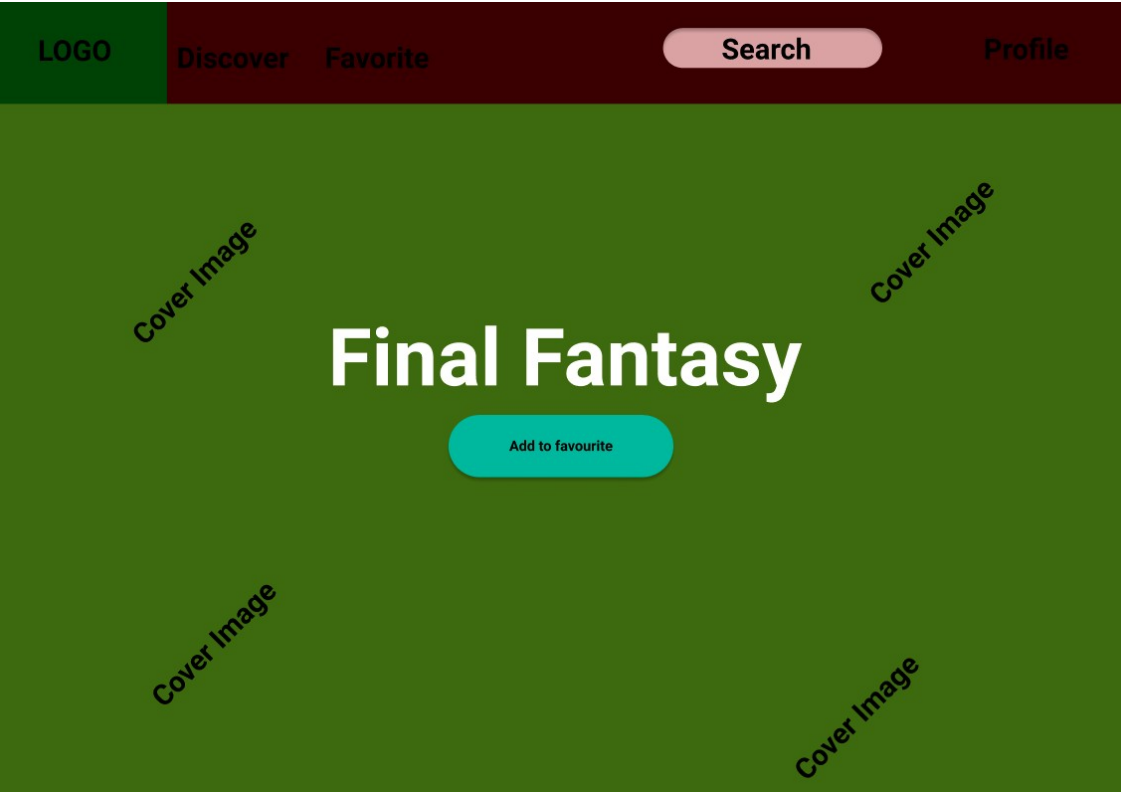 LOGO
Discover
Favorite
Search
Profile
Cover Image
Cover Image
Final Fantasy
Add to favourite
Cover Image
Cover Image